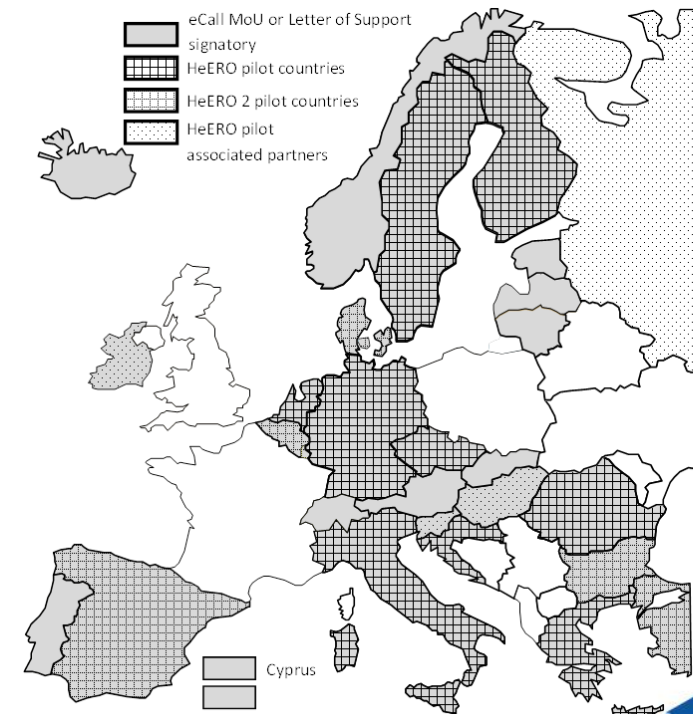 eCall MoU or Letter of Support
signatory
HeERO pilot countries
HeERO 2 pilot countries
HeERO pilot
associated partners
Cyprus